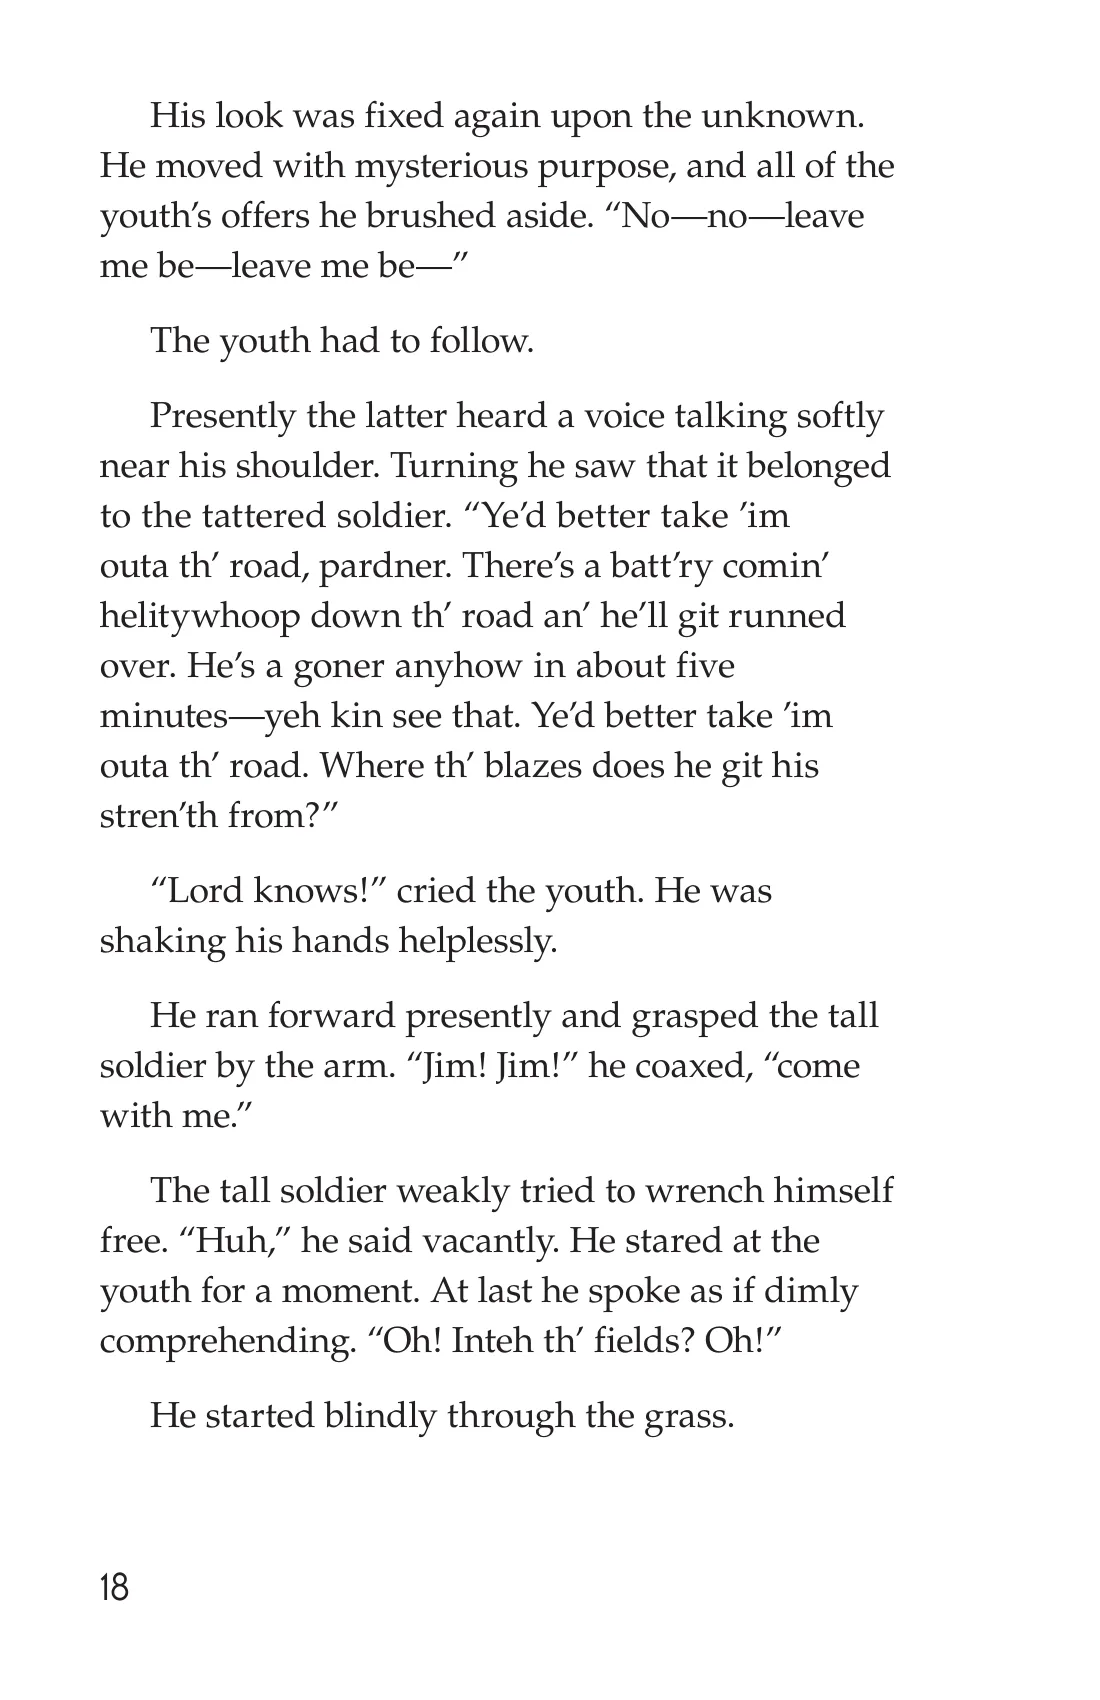 His look was fixed again upon the unknown.
He moved with mysterious purpose, and all of the
youth’s offers he brushed aside. “No—no—leave
me be—leave me be—”
The youth had to follow.
Presently the latter heard a voice talking softly
near his shoulder. Turning he saw that it belonged
to the tattered soldier. “Ye’d better take ’im
outa th’ road, pardner. There’s a batt’ry comin’
helitywhoop down th’ road an’ he’ll git runned
over. He’s a goner anyhow in about five
minutes—yeh kin see that. Ye’d better take ’im
outa th’ road. Where th’ blazes does he git his
stren’th from?”
“Lord knows!” cried the youth. He was
shaking his hands helplessly.
He ran forward presently and grasped the tall
soldier by the arm. “Jim! Jim!” he coaxed, “come
with me.”
The tall soldier weakly tried to wrench himself
free. “Huh,” he said vacantly. He stared at the
youth for a moment. At last he spoke as if dimly
comprehending. “Oh! Inteh th’ fields? Oh!”
He started blindly through the grass.
18